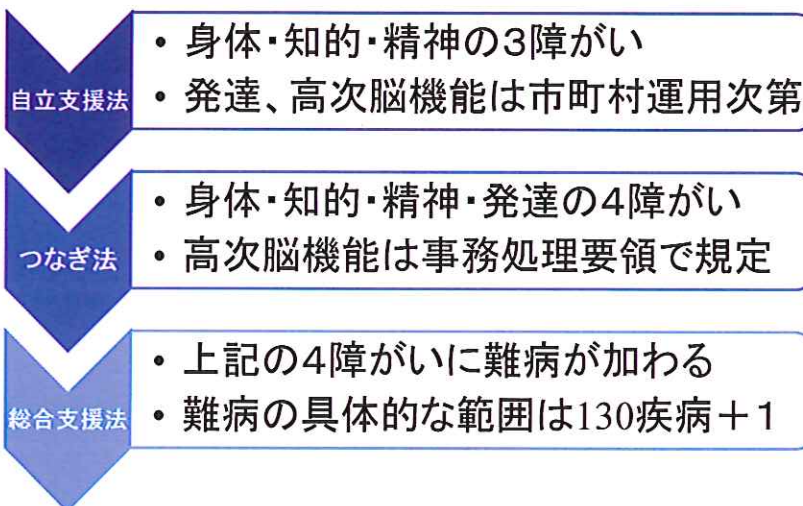 自立支援法
• 身体・知的・精神の3障がい
• 発達、高次脳機能は市町村運用次第
つなぎ法
• 身体・知的・精神・発達の4障がい
• 高次脳機能は事務処理要領で規定
総合支援法
• 上記の4障がいに難病が加わる
• 難病の具体的な範囲は130疾病＋1